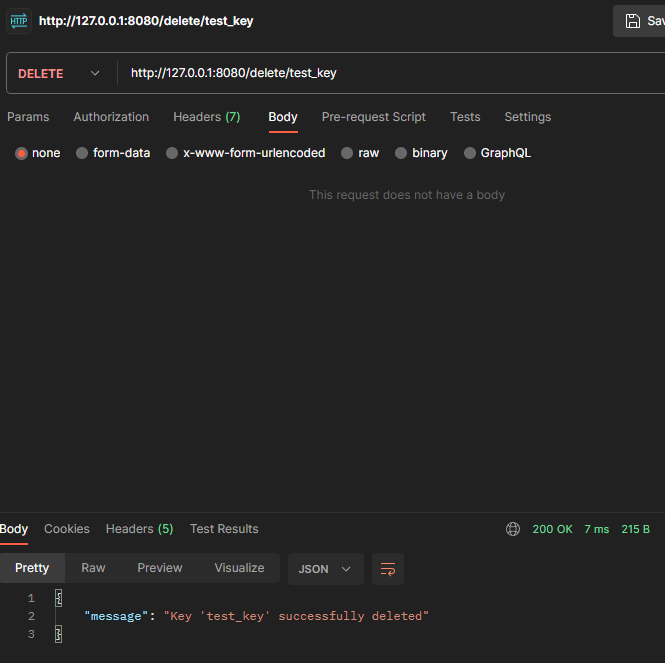 HTTP http://127.0.0.1:8080/delete/test_key Sav
DELETE http://127.0.0.1:8080/delete/test_key
Params Authorization Headers (7) Body Pre-request Script Tests Settings
none form-data x-www-form-urlencoded raw binary GraphQL
This request does not have a body
Body Cookies Headers (5) Test Results 200 OK 7 ms 215 B
Pretty Raw Preview Visualize JSON
1 {
2 "message": "Key 'test_key' successfully deleted"
3 }